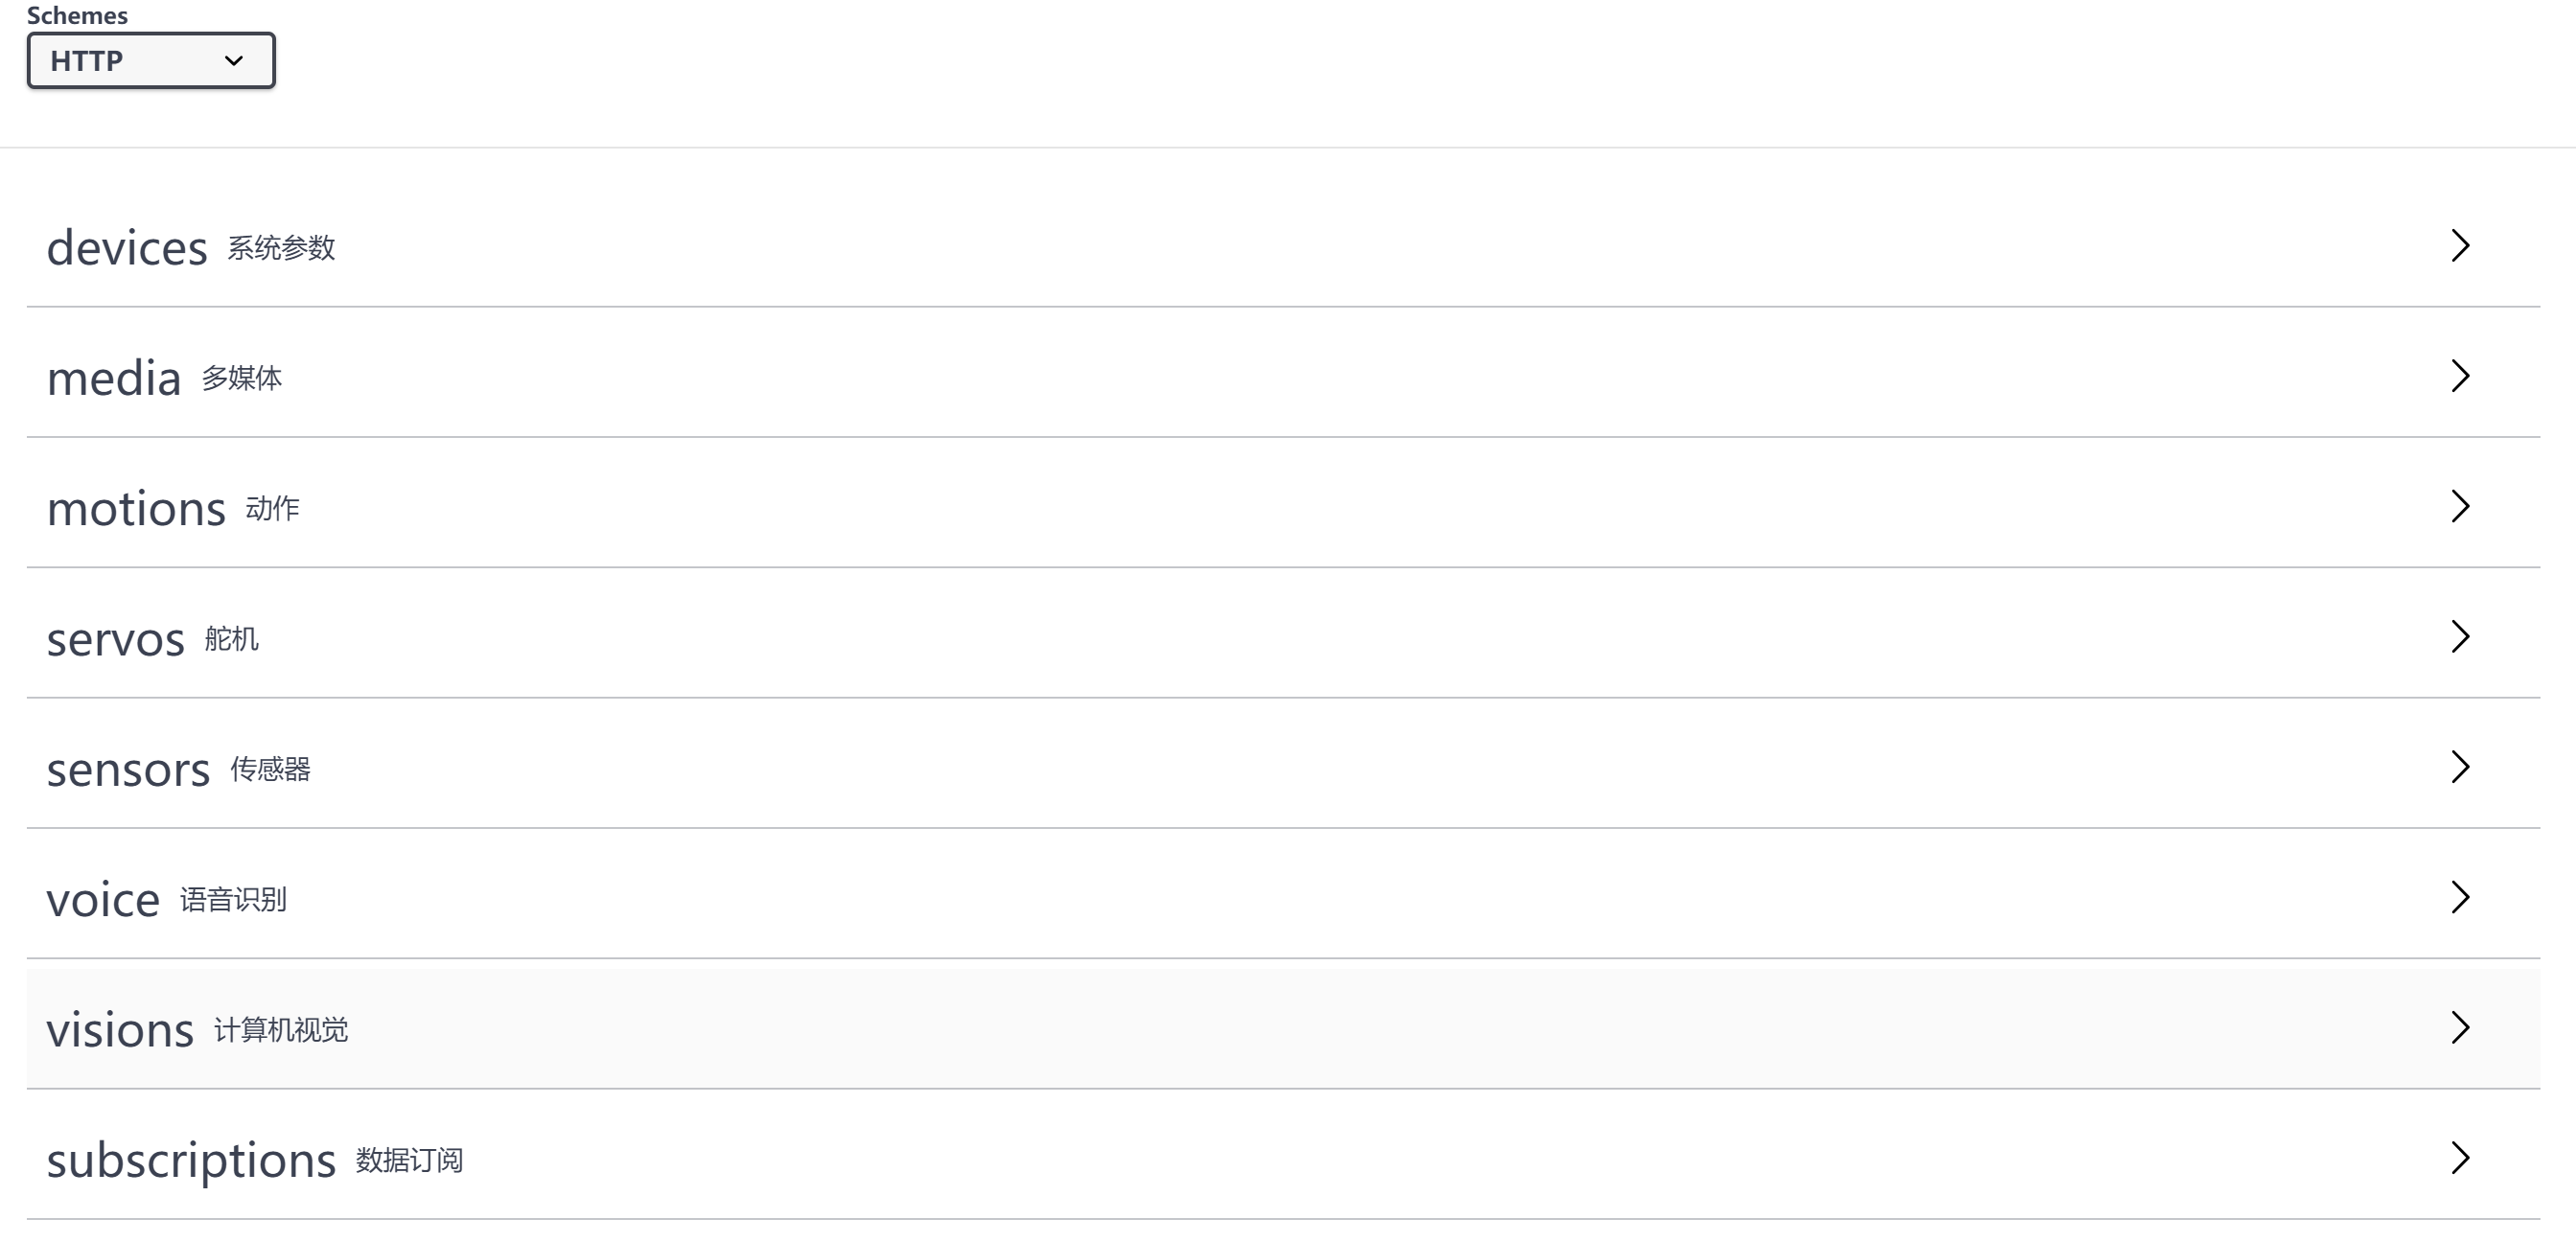 Schemes
HTTP
devices 系统参数
media 多媒体
motions 动作
servos 舵机
sensors 传感器
voice 语音识别
visions 计算机视觉
subscriptions 数据订阅